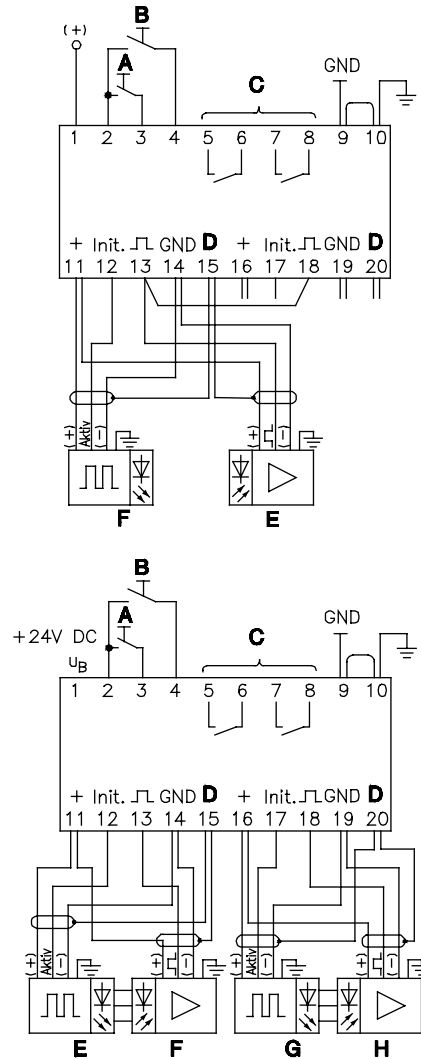 B
(+)
A
C
GND
1 2 3 4 5 6 7 8 9 10
+ Init. GND D + Init. GND D
11 12 13 14 15 16 17 18 19 20
(+) Aktiv (-) (+) (-)
F E
B
+24V DC
A
C
GND
UB
1 2 3 4 5 6 7 8 9 10
+ Init. GND D + Init. GND D
11 12 13 14 15 16 17 18 19 20
(+) Aktiv (-) (+) (-) (+) Aktiv (-) (+) (-)
E F G H